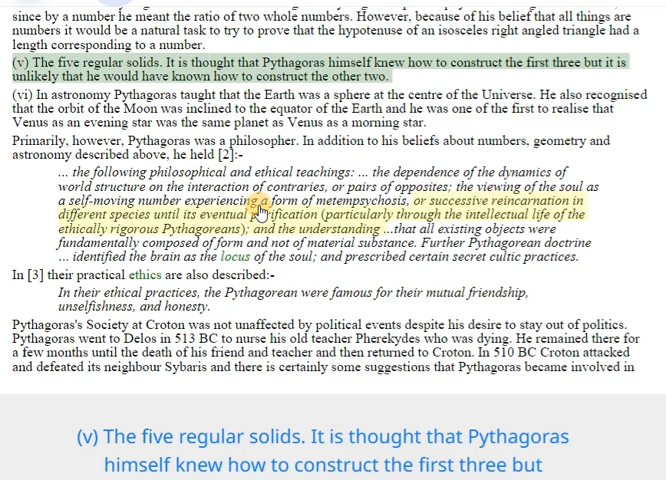 since by a number he meant the ratio of two whole numbers. However, because of his belief that all things are
numbers it would be a natural task to try to prove that the hypotenuse of an isosceles right angled triangle had a
length corresponding to a number.
(v) The five regular solids. It is thought that Pythagoras himself knew how to construct the first three but it is
unlikely that he would have known how to construct the other two.
(vi) In astronomy Pythagoras taught that the Earth was a sphere at the centre of the Universe. He also recognised
that the orbit of the Moon was inclined to the equator of the Earth and he was one of the first to realise that
Venus as an evening star was the same planet as Venus as a morning star.
Primarily, however, Pythagoras was a philosopher. In addition to his beliefs about numbers, geometry and
astronomy described above, he held [2]:-
... the following philosophical and ethical teachings: ... the dependence of the dynamics of
world structure on the interaction of contraries, or pairs of opposites; the viewing of the soul as
a self-moving number experiencing a form of metempsychosis, or successive reincarnation in
different species until its eventual purification (particularly through the intellectual life of the
ethically rigorous Pythagoreans); and the understanding ...that all existing objects were
fundamentally composed of form and not of material substance. Further Pythagorean doctrine
... identified the brain as the locus of the soul; and prescribed certain secret cultic practices.
In [3] their practical ethics are also described:-
In their ethical practices, the Pythagorean were famous for their mutual friendship,
unselfishness, and honesty.
Pythagoras's Society at Croton was not unaffected by political events despite his desire to stay out of politics.
Pythagoras went to Delos in 513 BC to nurse his old teacher Pherekydes who was dying. He remained there for
a few months until the death of his friend and teacher and then returned to Croton. In 510 BC Croton attacked
and defeated its neighbour Sybaris and there is certainly some suggestions that Pythagoras became involved in
(v) The five regular solids. It is thought that Pythagoras
himself knew how to construct the first three but